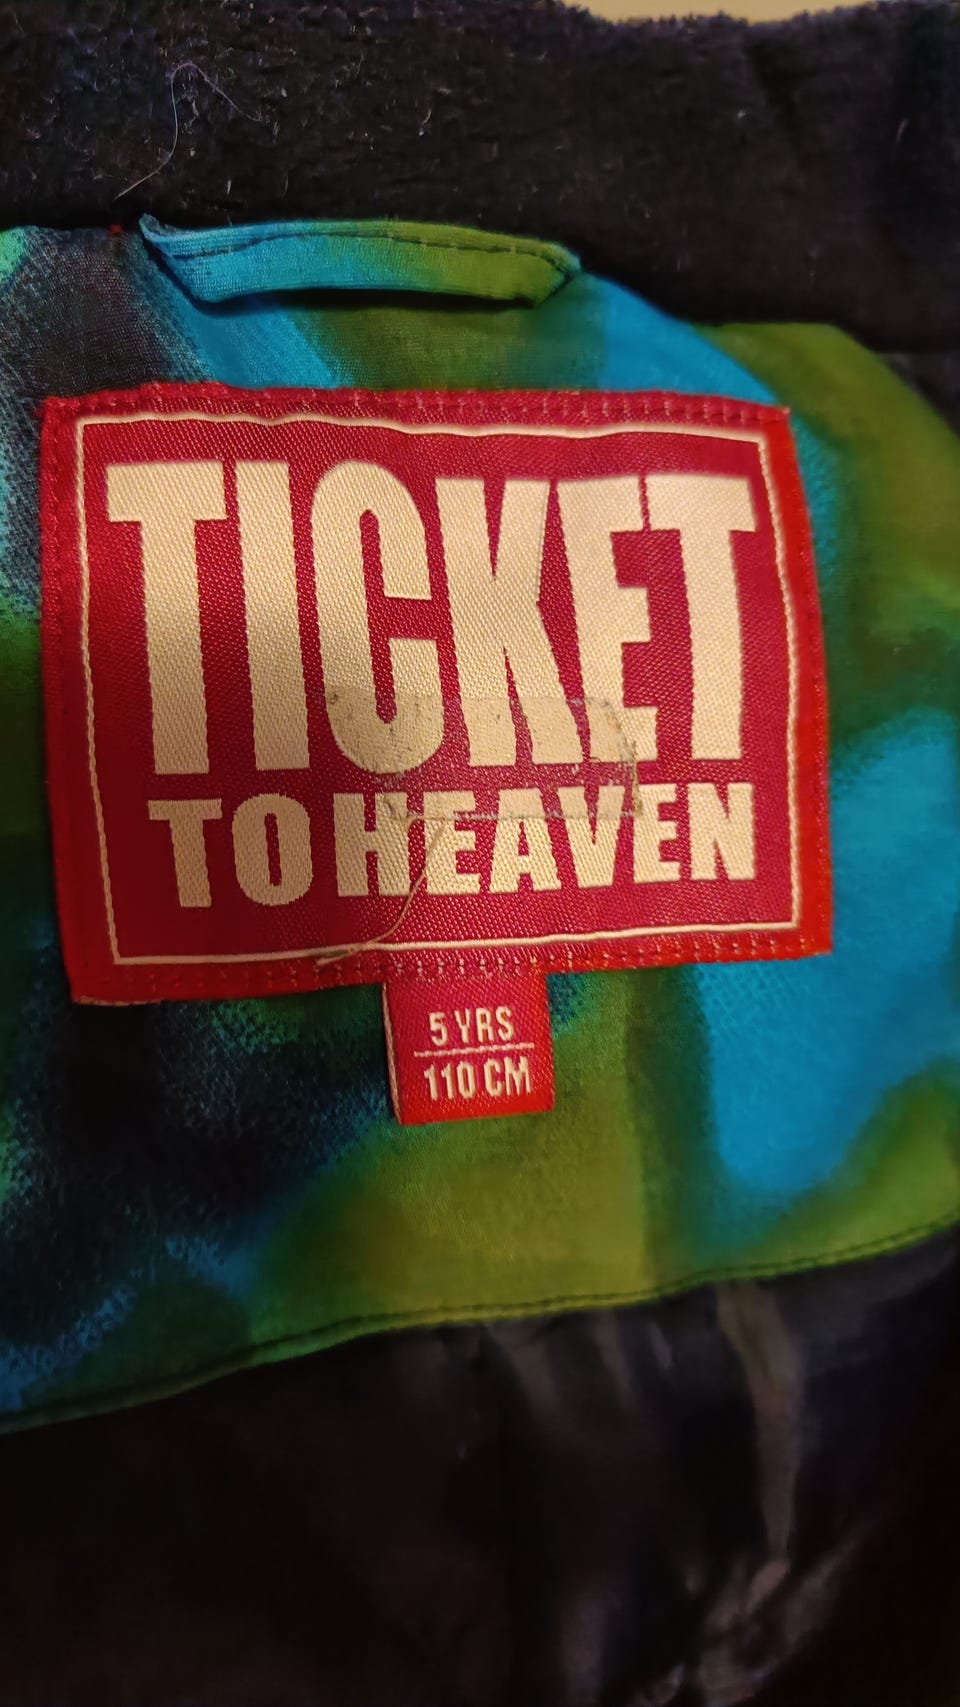 TICKET
TO HEAVEN
5 YRS
110 CM